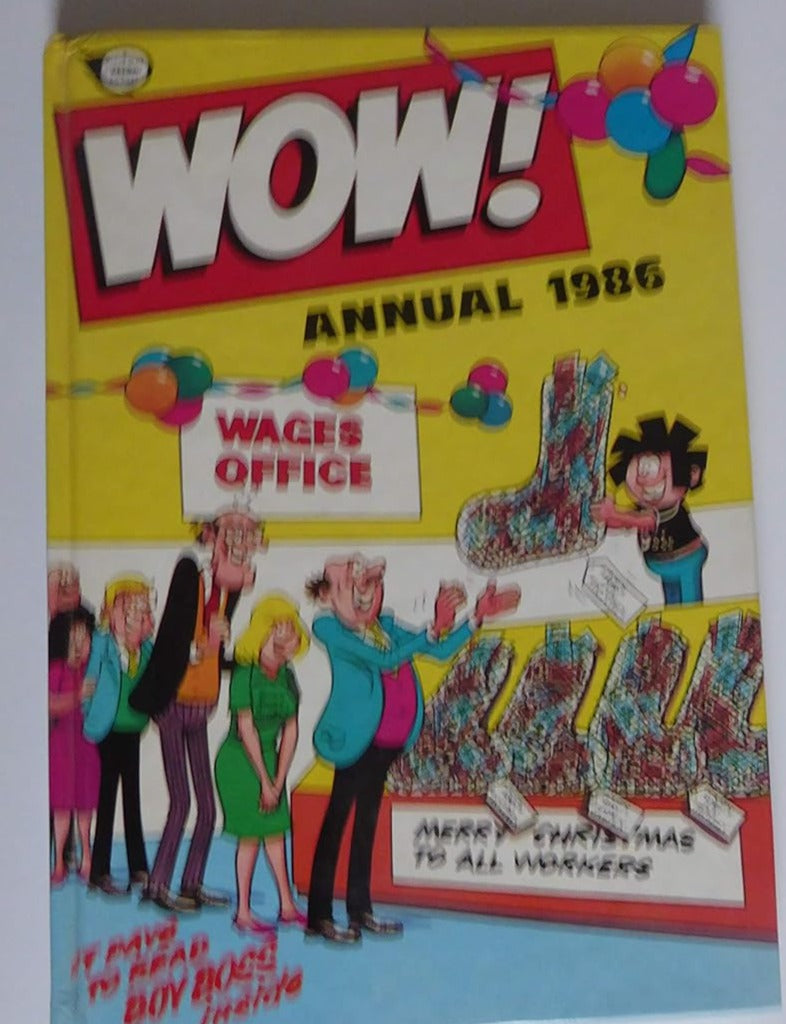 WOW!
ANNUAL 1986
WAGES
OFFICE
MERRY CHRISTMAS
TO ALL WORKERS
IT PAYS
TO READ
BOY BOSS
inside